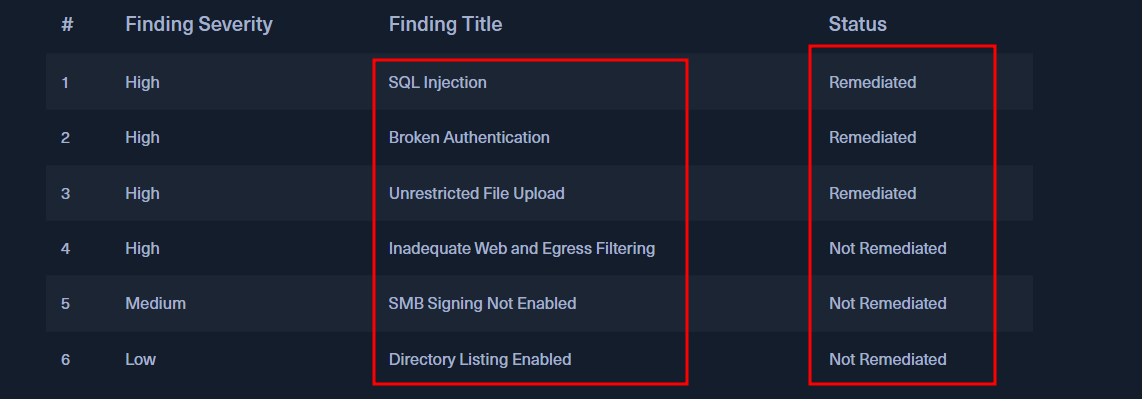 # Finding Severity Finding Title Status
1 High SQL Injection Remediated
2 High Broken Authentication Remediated
3 High Unrestricted File Upload Remediated
4 High Inadequate Web and Egress Filtering Not Remediated
5 Medium SMB Signing Not Enabled Not Remediated
6 Low Directory Listing Enabled Not Remediated